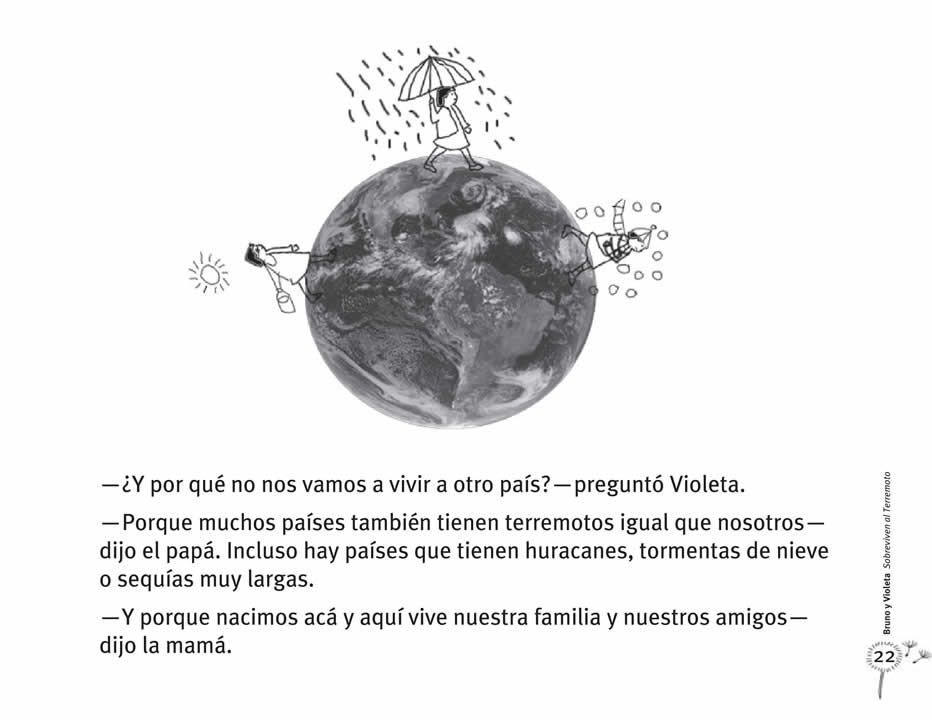 —¿Y por qué no nos vamos a vivir a otro país?—preguntó Violeta.
—Porque muchos países también tienen terremotos igual que nosotros—
dijo el papá. Incluso hay países que tienen huracanes, tormentas de nieve
o sequías muy largas.
—Y porque nacimos acá y aquí vive nuestra familia y nuestros amigos—
dijo la mamá.
Bruno y Violeta Sobreviven al Terremoto
22